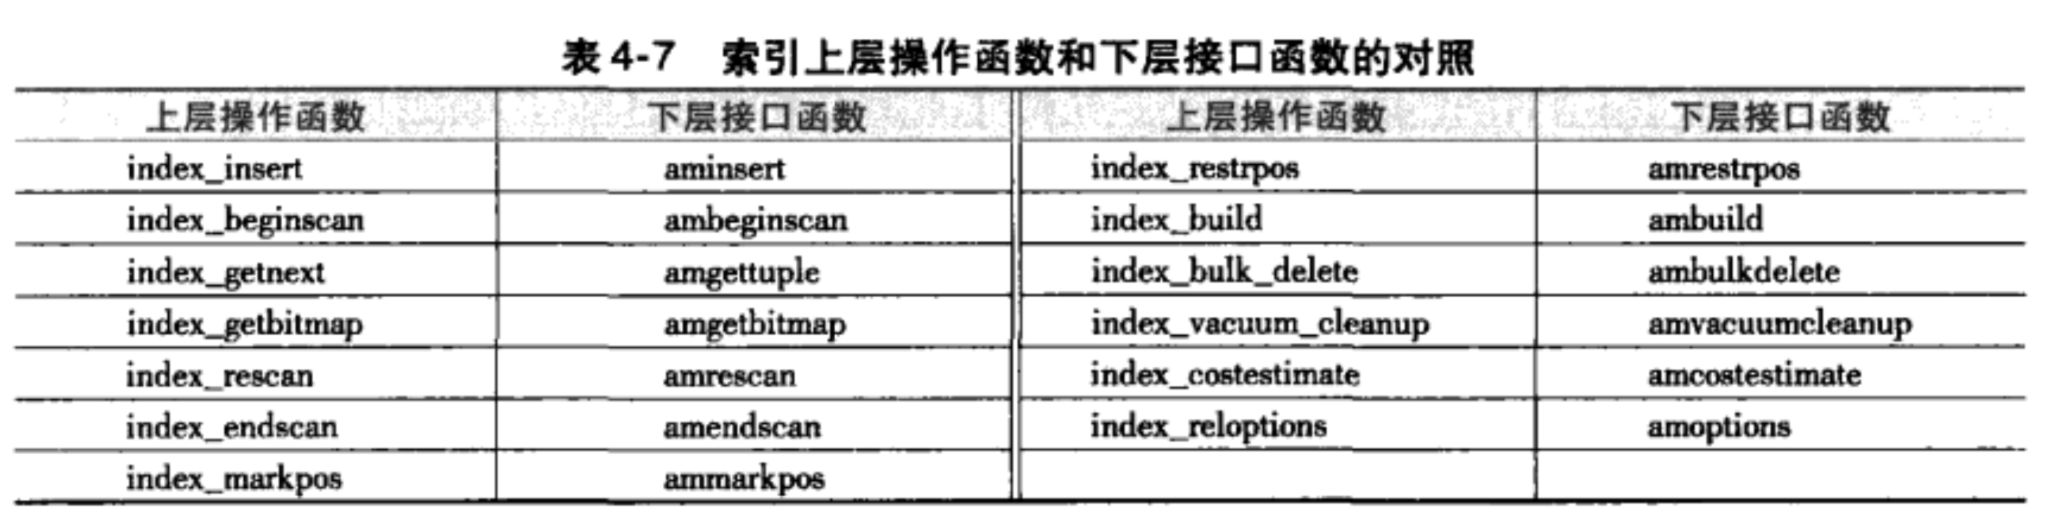 表4-7 索引上层操作函数和下层接口函数的对照
上层操作函数 下层接口函数 上层操作函数 下层接口函数
index_insert aminsert index_restrpos amrestrpos
index_beginscan ambeginscan index_build ambuild
index_getnext amgettuple index_bulk_delete ambulkdelete
index_getbitmap amgetbitmap index_vacuum_cleanup amvacuumcleanup
index_rescan amrescan index_costestimate amcostestimate
index_endscan amendscan index_reloptions amoptions
index_markpos ammarkpos